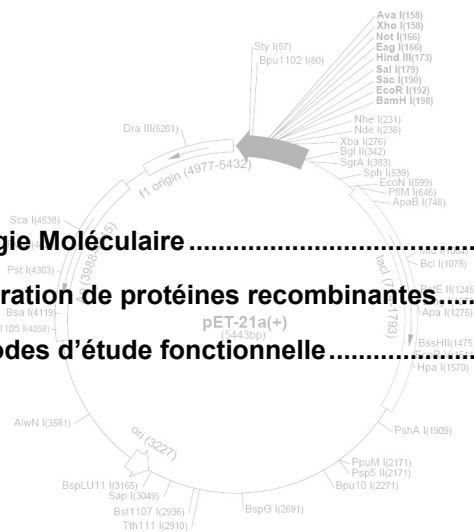 Ava I(158)
Xho I(158)
Not I(166)
Eag I(166)
Hind III(173)
Sal I(179)
Sac I(190)
EcoR I(192)
BamH I(198)
Sty I(57)
Bpu1102 I(80)
Nhe I(231)
Nde I(238)
Xba I(276)
Bgl II(342)
SgrA I(383)
Sph I(539)
EcoN I(599)
PflM I(646)
ApaB I(748)
Dra III(5201)
f1 origin (4977-5432)
Sca I(4538)
gie Moléculaire
Bcl I(1078)
Pst I(4303)
ration de protéines recombinantes
Bsa I(4119)
1105 I(4058)
pET-21a(+)
(5443bp)
Apa I(1275)
odes d'étude fonctionnelle
BssHII(1475)
Hpa I(1570)
AlwN I(3581)
ori (3227)
PshA I(1909)
PpuM I(2171)
Psp5 II(2171)
Bpu10 I(2271)
BspLU11 I(3165)
Sap I(3049)
Bst1107 I(2936)
Tth111 I(2910)
BspG I(2691)